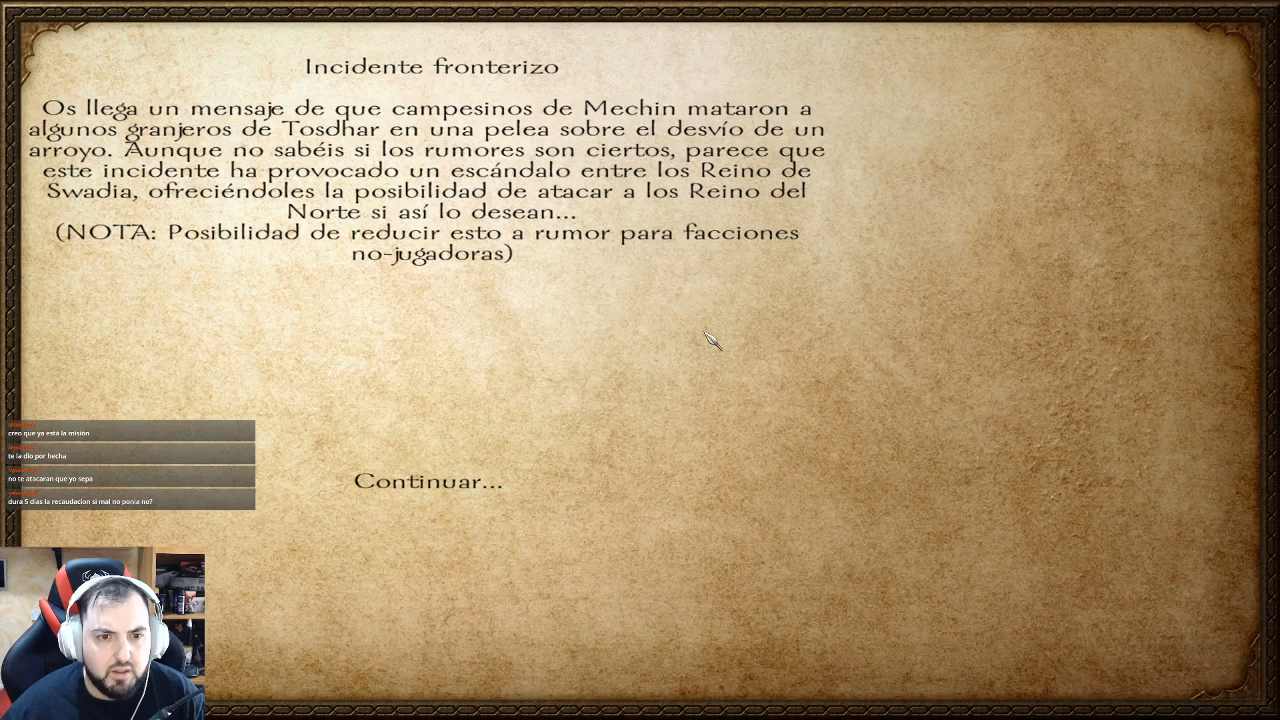 Incidente fronterizo
Os llega un mensaje de que campesinos de Mechin mataron a
algunos granjeros de Tosdhar en una pelea sobre el desvío de un
arroyo. Aunque no sabéis si los rumores son ciertos, parece que
este incidente ha provocado un escándalo entre los Reino de
Swadia, ofreciéndoles la posibilidad de atacar a los Reino del
Norte si así lo desean...
(NOTA: Posibilidad de reducir esto a rumor para facciones
no-jugadoras)
creo que ya está la misión
te la dio por hecha
no te atacaran que yo sepa
dura 5 dias la recaudacion si mal no ponia no?
Continuar...